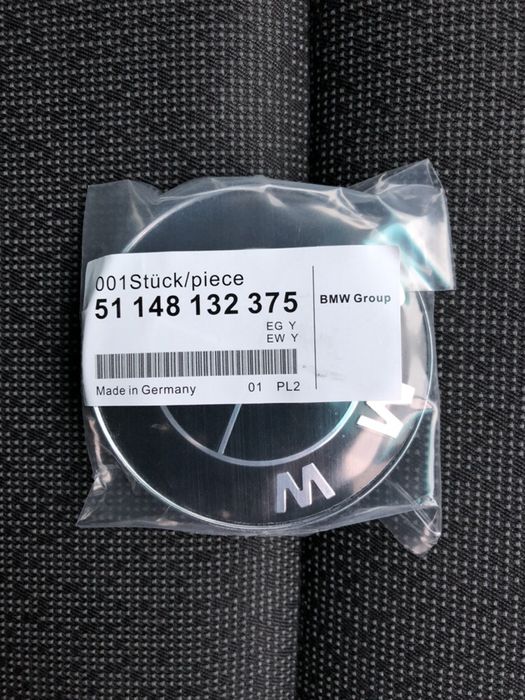 001Stück/piece
51 148 132 375
BMW Group
EG Y
EW Y
Made in Germany 01 PL2
M
W